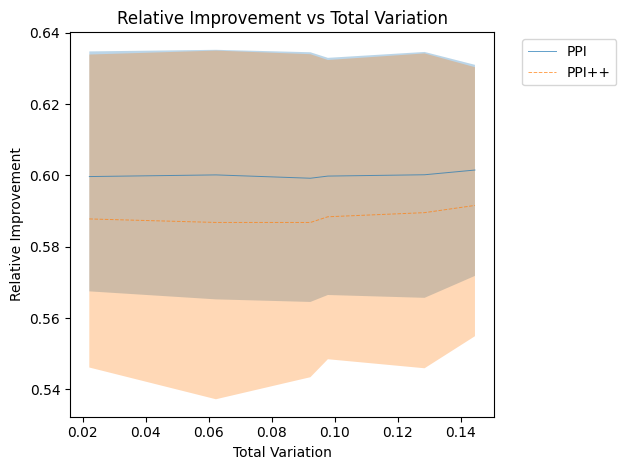 Relative Improvement vs Total Variation
PPI
PPI++
Relative Improvement
0.64
0.62
0.60
0.58
0.56
0.54
0.02 0.04 0.06 0.08 0.10 0.12 0.14
Total Variation